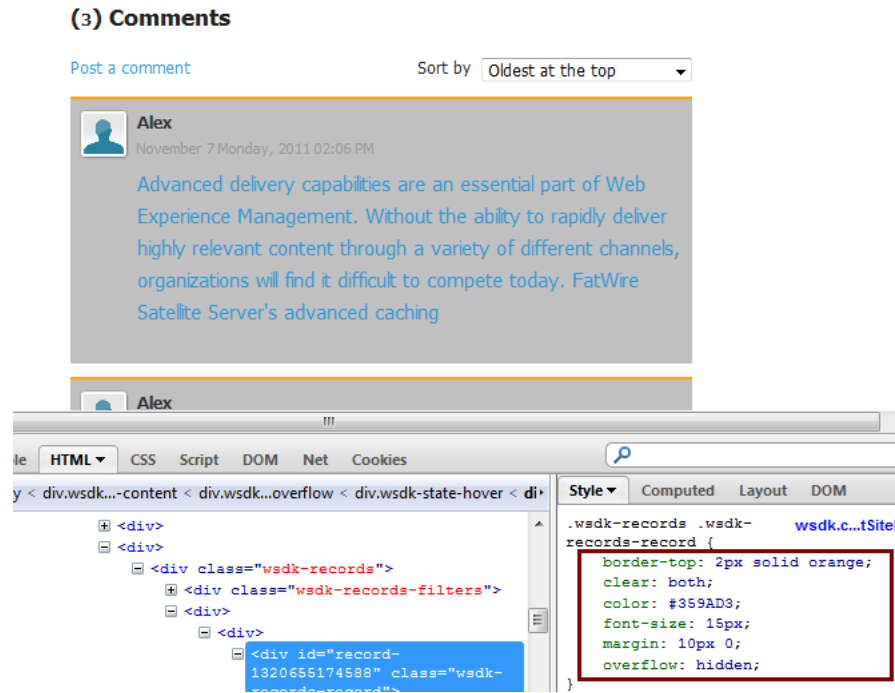 (3) Comments
Post a comment Sort by Oldest at the top
Alex
November 7 Monday, 2011 02:06 PM
Advanced delivery capabilities are an essential part of Web
Experience Management. Without the ability to rapidly deliver
highly relevant content through a variety of different channels,
organizations will find it difficult to compete today. FatWire
Satellite Server's advanced caching
Alex
le HTML CSS Script DOM Net Cookies
y < div.wsdk...-content < div.wsdk...overflow < div.wsdk-state-hover < di
<div>
<div>
<div class="wsdk-records">
<div class="wsdk-records-filters">
<div>
<div>
<div id="record-
1320655174588" class="wsdk-
records-record">
Style Computed Layout DOM
.wsdk-records .wsdk- wsdk.c...tSite
records-record {
border-top: 2px solid orange;
clear: both;
color: #359AD3;
font-size: 15px;
margin: 10px 0;
overflow: hidden;
}